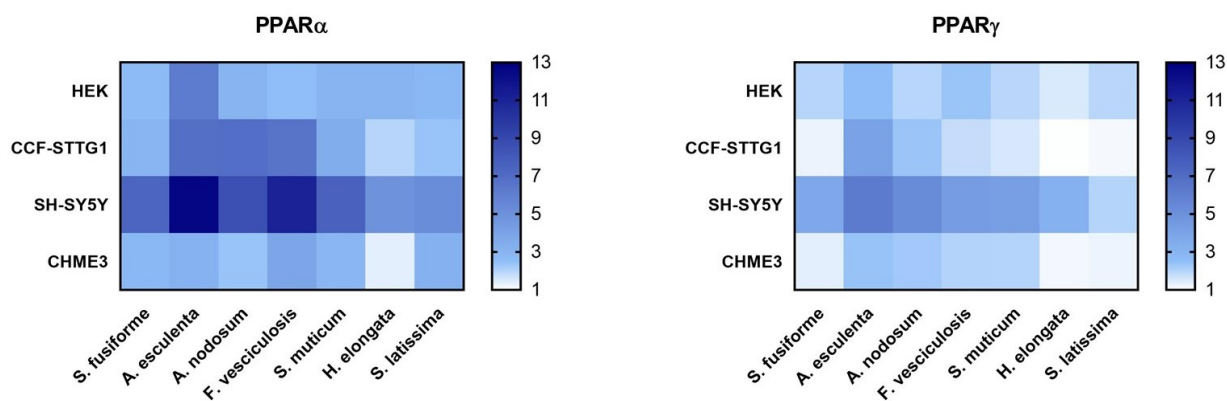 PPARα
HEK
CCF-STTG1
SH-SY5Y
CHME3
13
11
9
7
5
3
1
S. fusiforme
A. esculenta
A. nodosum
F. vesciculosis
S. muticum
H. elongata
S. latissima
PPARγ
HEK
CCF-STTG1
SH-SY5Y
CHME3
13
11
9
7
5
3
1
S. fusiforme
A. esculenta
A. nodosum
F. vesciculosis
S. muticum
H. elongata
S. latissima